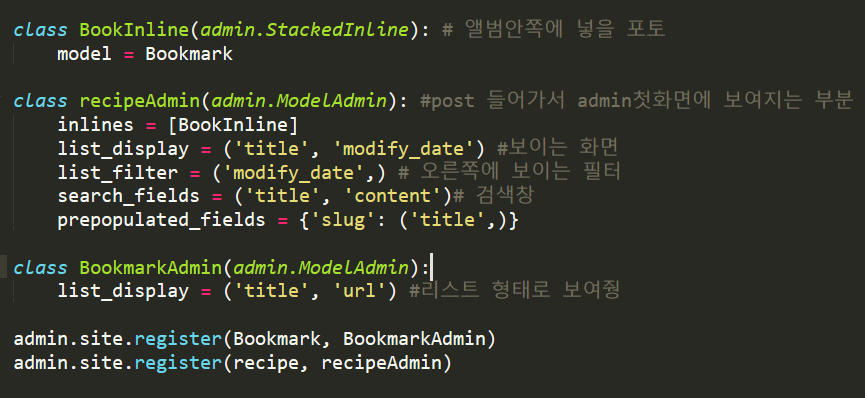 class BookInline(admin.StackedInline): # 앨범안쪽에 넣을 포토
    model = Bookmark
class recipeAdmin(admin.ModelAdmin): #post 들어가서 admin첫화면에 보여지는 부분
    inlines = [BookInline]
    list_display = ('title', 'modify_date') #보이는 화면
    list_filter = ('modify_date',) # 오른쪽에 보이는 필터
    search_fields = ('title', 'content')# 검색창
    prepopulated_fields = {'slug': ('title',)}
class BookmarkAdmin(admin.ModelAdmin):
    list_display = ('title', 'url') #리스트 형태로 보여줭
admin.site.register(Bookmark, BookmarkAdmin)
admin.site.register(recipe, recipeAdmin)